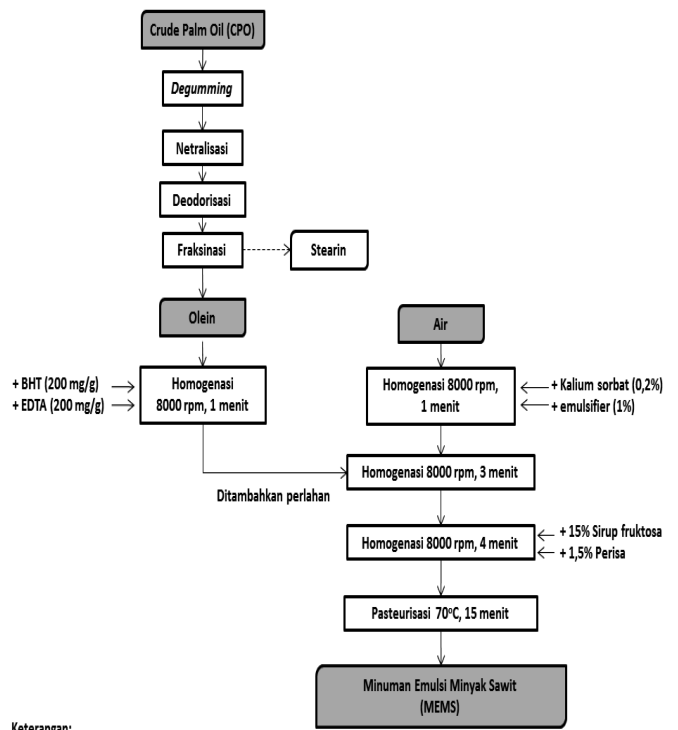 Crude Palm Oil (CPO)
Degumming
Netralisasi
Deodorisasi
Fraksinasi
Stearin
Olein
Air
+ BHT (200 mg/g)
+ EDTA (200 mg/g)
Homogenasi
8000 rpm, 1 menit
Homogenasi 8000 rpm,
1 menit
+ Kalium sorbat (0,2%)
+ emulsifier (1%)
Ditambahkan perlahan
Homogenasi 8000 rpm, 3 menit
Homogenasi 8000 rpm, 4 menit
+ 15% Sirup fruktosa
+ 1,5% Perisa
Pasteurisasi 70°C, 15 menit
Minuman Emulsi Minyak Sawit
(MEMS)
Keterangan: